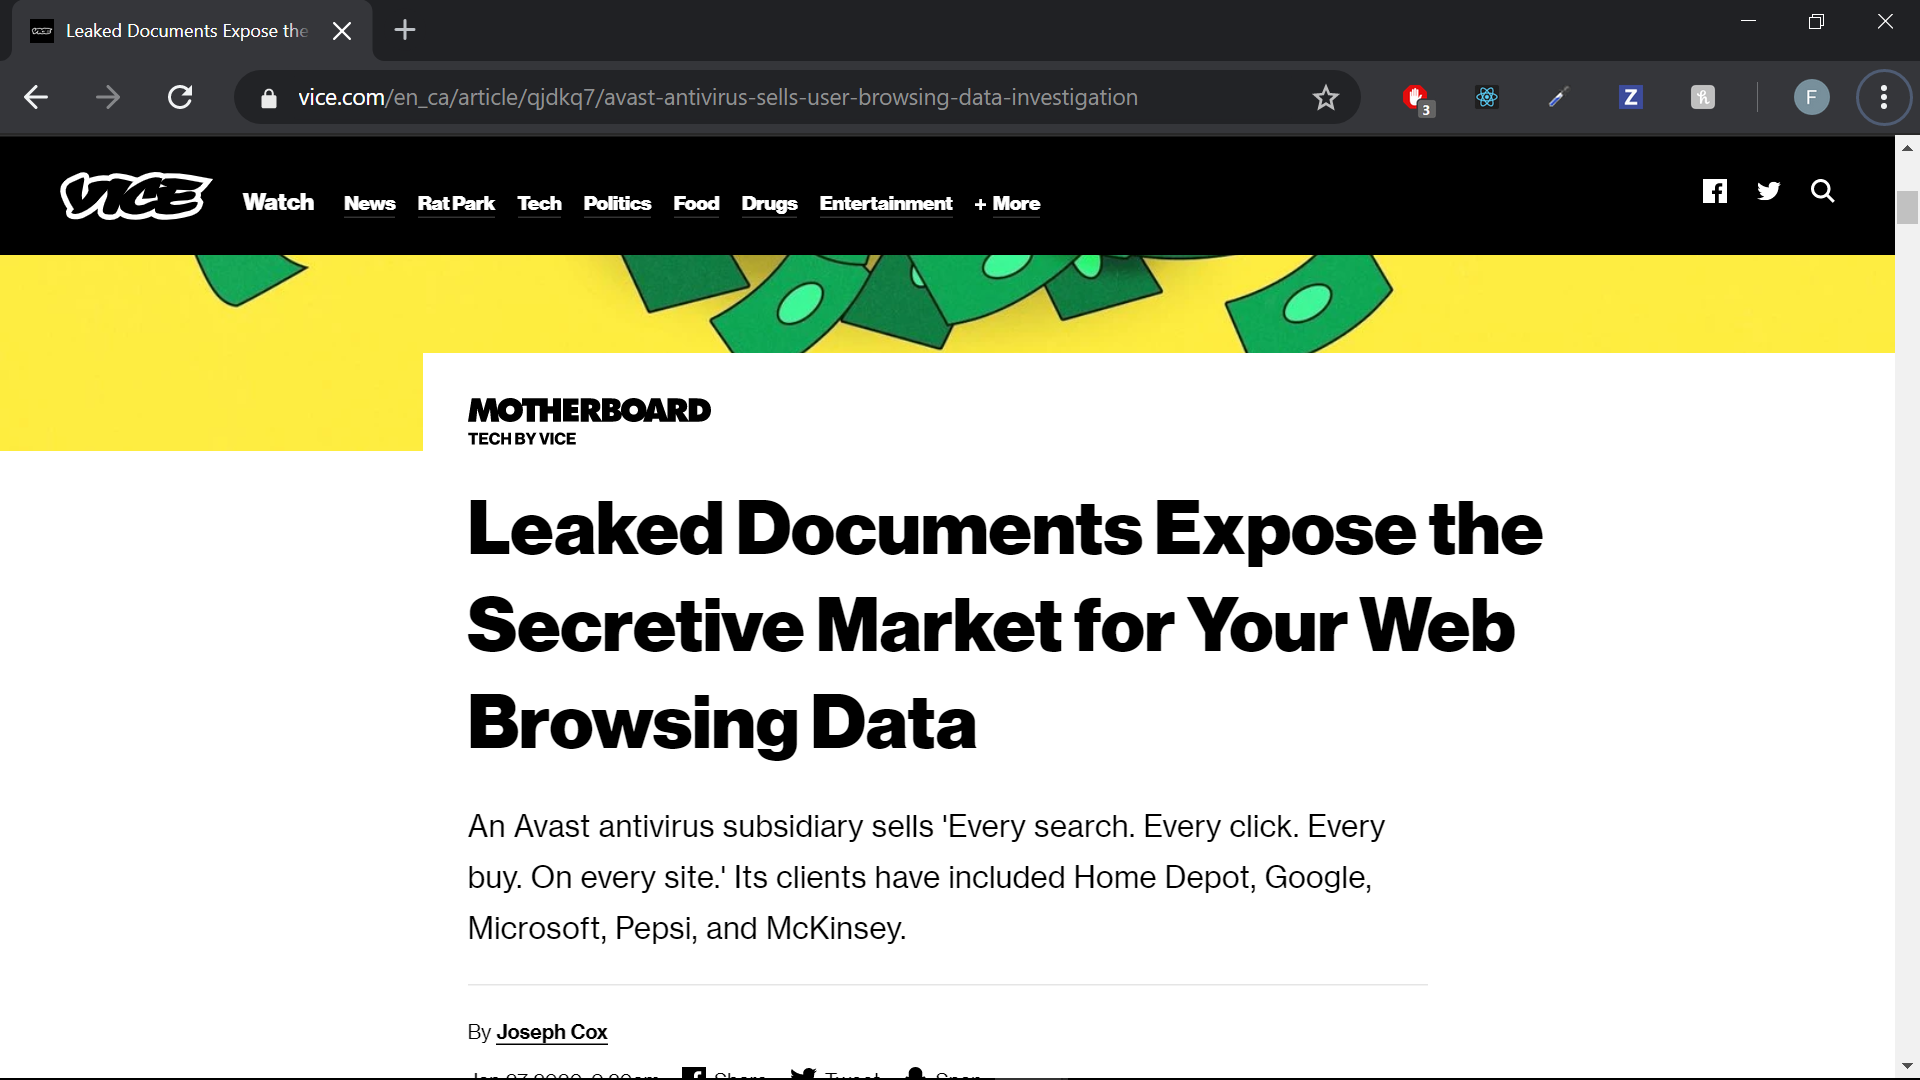 Leaked Documents Expose the
vice.com/en_ca/article/qjdkq7/avast-antivirus-sells-user-browsing-data-investigation
3
Z
h
F
VICE
Watch News Rat Park Tech Politics Food Drugs Entertainment + More
MOTHERBOARD
TECH BY VICE
Leaked Documents Expose the
Secretive Market for Your Web
Browsing Data
An Avast antivirus subsidiary sells 'Every search. Every click. Every
buy. On every site.' Its clients have included Home Depot, Google,
Microsoft, Pepsi, and McKinsey.
By Joseph Cox
Share Tweet Snap